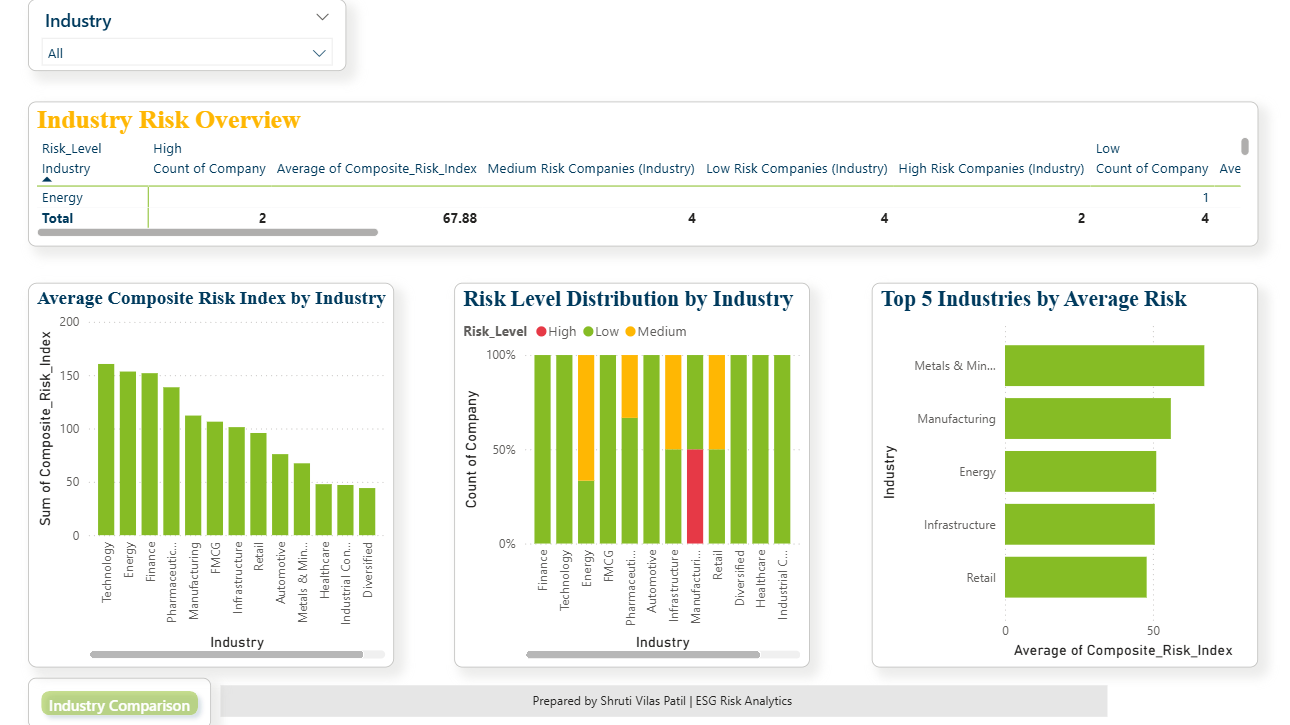 Industry
All
Industry Risk Overview
Risk_Level High Low
Industry Count of Company Average of Composite_Risk_Index Medium Risk Companies (Industry) Low Risk Companies (Industry) High Risk Companies (Industry) Count of Company Ave
Energy 1
Total 2 67.88 4 4 2 4
Average Composite Risk Index by Industry
200
150
100
50
0
Sum of Composite_Risk_Index
Technology
Energy
Finance
Pharmaceutic...
Manufacturing
FMCG
Infrastructure
Retail
Automotive
Metals & Min...
Healthcare
Industrial Con...
Diversified
Industry
Risk Level Distribution by Industry
Risk_Level High Low Medium
100%
50%
0%
Count of Company
Finance
Technology
Energy
FMCG
Pharmaceuti...
Automotive
Infrastructure
Manufacturi...
Retail
Diversified
Healthcare
Industrial C...
Industry
Top 5 Industries by Average Risk
Industry
Metals & Min...
Manufacturing
Energy
Infrastructure
Retail
0 50
Average of Composite_Risk_Index
Industry Comparison
Prepared by Shruti Vilas Patil | ESG Risk Analytics